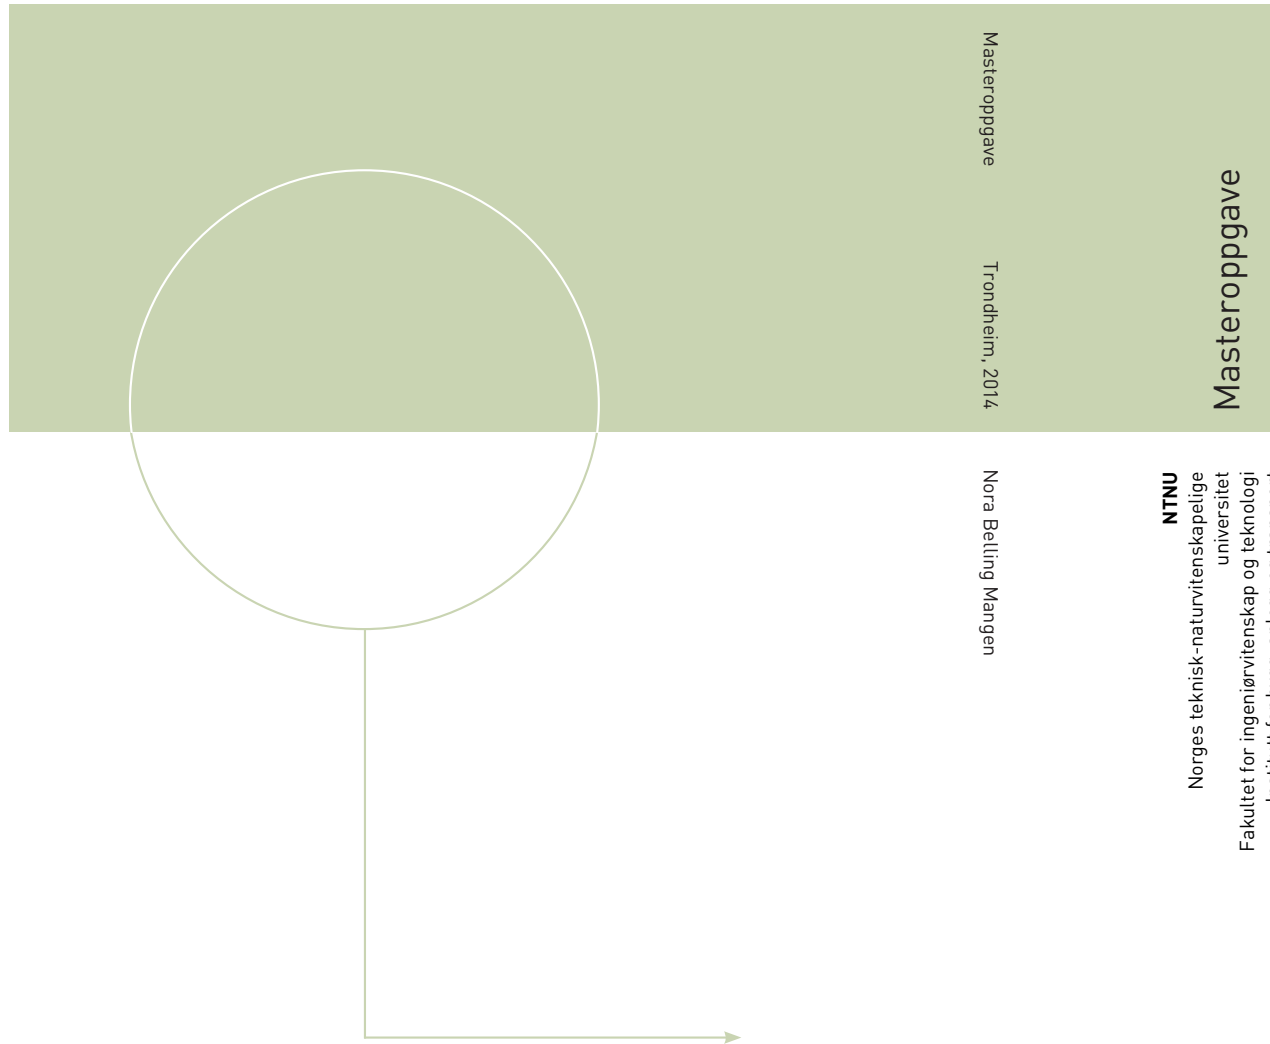 Masteroppgave
Trondheim, 2014
Nora Belling Mangen
Masteroppgave
NTNU
Norges teknisk-naturvitenskapelige
universitet
Fakultet for ingeniørvitenskap og teknologi